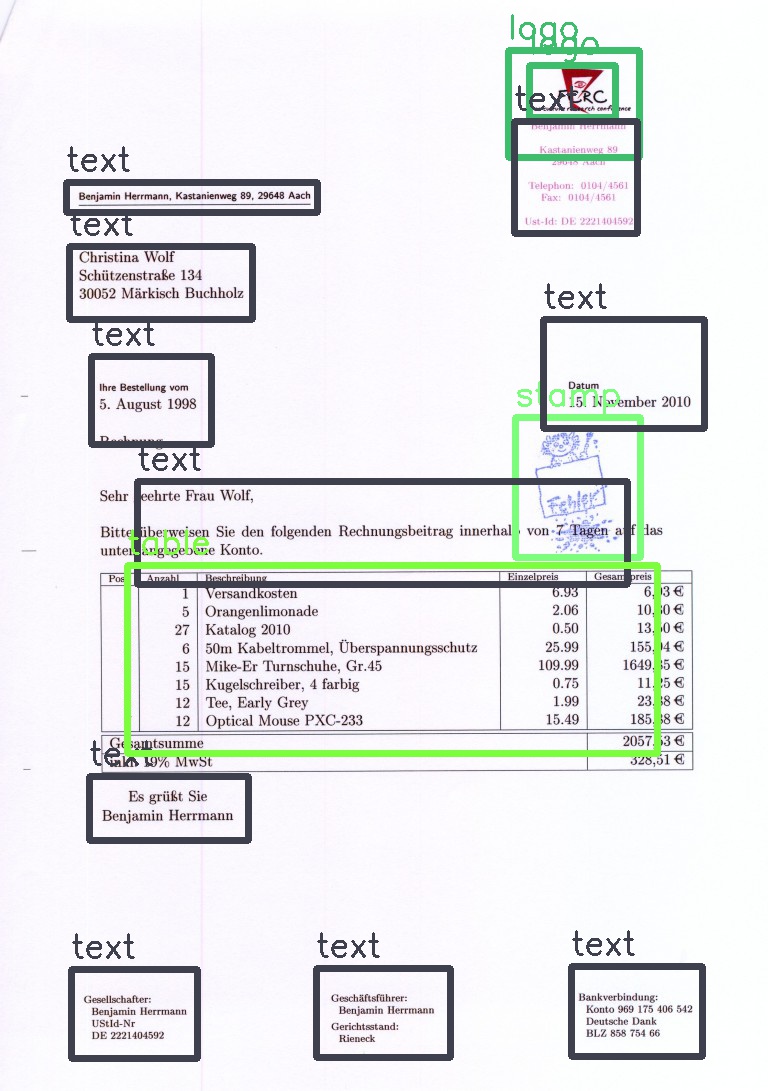 logo
logo
FCRC
text
Benjamin Herrmann
Kastanienweg 89
29648 Aach
Telephon: 0104/4561
Fax: 0104/4561
Ust-Id: DE 2221404592
text
Benjamin Herrmann, Kastanienweg 89, 29648 Aach
text
Christina Wolf
Schützenstraße 134
30052 Märkisch Buchholz
text
text
Ihre Bestellung vom
5. August 1998
Datum
15. November 2010
Rechnung
stamp
Fehler
text
Sehr geehrte Frau Wolf,
Bitte überweisen Sie den folgenden Rechnungsbeitrag innerhalb von 7 Tagen auf das
unten angegebene Konto.
table
Pos Anzahl Beschreibung Einzelpreis Gesamtpreis
1 Versandkosten 6.93 6,93 €
5 Orangenlimonade 2.06 10,30 €
27 Katalog 2010 0.50 13,50 €
6 50m Kabeltrommel, Überspannungsschutz 25.99 155,94 €
15 Mike-Er Turnschuhe, Gr.45 109.99 1649,85 €
15 Kugelschreiber, 4 farbig 0.75 11,25 €
12 Tee, Early Grey 1.99 23,88 €
12 Optical Mouse PXC-233 15.49 185,88 €
Gesamtsumme 2057,53 €
inkl. 19% MwSt 328,51 €
text
Es grüßt Sie
Benjamin Herrmann
text
Gesellschafter:
Benjamin Herrmann
UStId-Nr
DE 2221404592
text
Geschäftsführer:
Benjamin Herrmann
Gerichtsstand:
Rieneck
text
Bankverbindung:
Konto 969 175 406 542
Deutsche Dank
BLZ 858 754 66